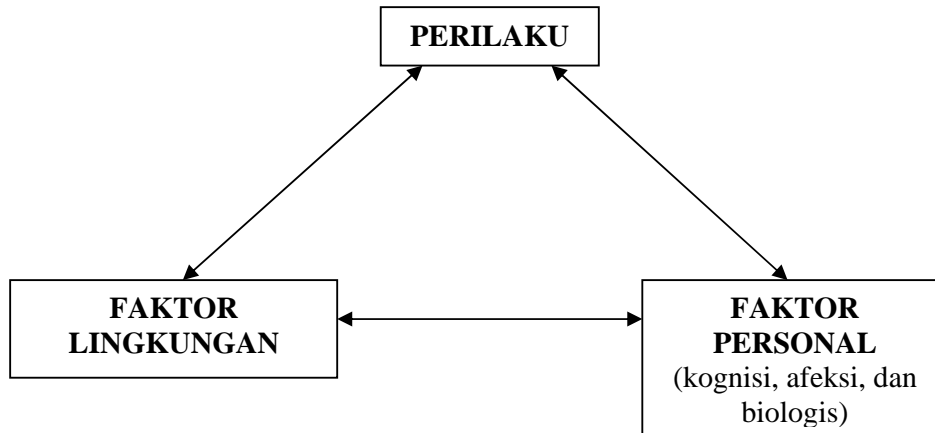 PERILAKU
FAKTOR
LINGKUNGAN
FAKTOR
PERSONAL
(kognisi, afeksi, dan
biologis)